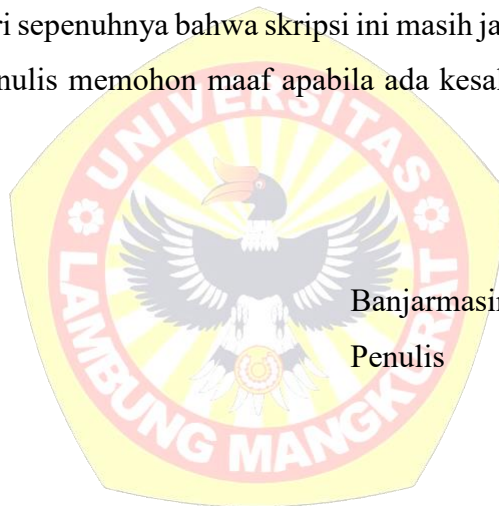 ri sepenuhnya bahwa skripsi ini masih ja
nulis memohon maaf apabila ada kesal
UNIVERSITAS
LAMBUNG MANGKURAT
Banjarmasin
Penulis